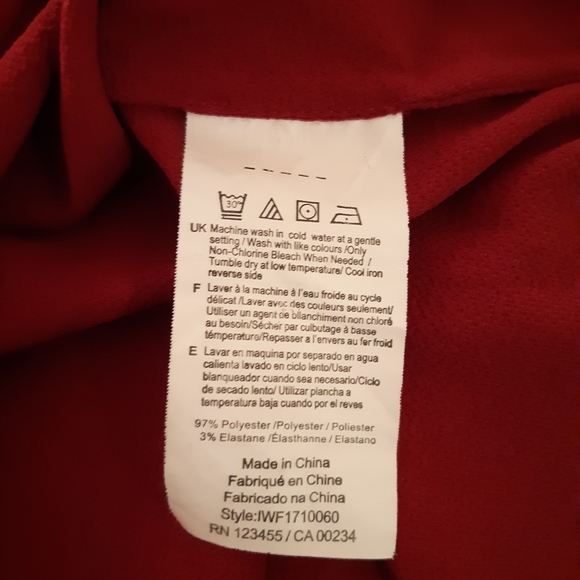 - - - - -
30°
UK Machine wash in cold water at a gentle
setting / Wash with like colours /Only
Non-Chlorine Bleach When Needed /
Tumble dry at low temperature/ Cool iron
reverse side
F Laver à la machine à l'eau froide au cycle
délicat /Laver avec des couleurs seulement/
Utiliser un agent de blanchiment non chloré
au besoin/Sécher par culbutage à basse
témpérature/Repasser a l'envers au fer froid
E Lavar en maquina por separado en agua
calienta lavado en ciclo lento/Usar
blanqueador cuando sea necesario/Ciclo
de secado lento/ Utilizar plancha a
temperatura baja cuando por el reves
97% Polyester /Polyester / Poliester
3% Elastane /Élasthanne / Elastano
Made in China
Fabriqué en Chine
Fabricado na China
Style:IWF1710060
RN 123455 / CA 00234